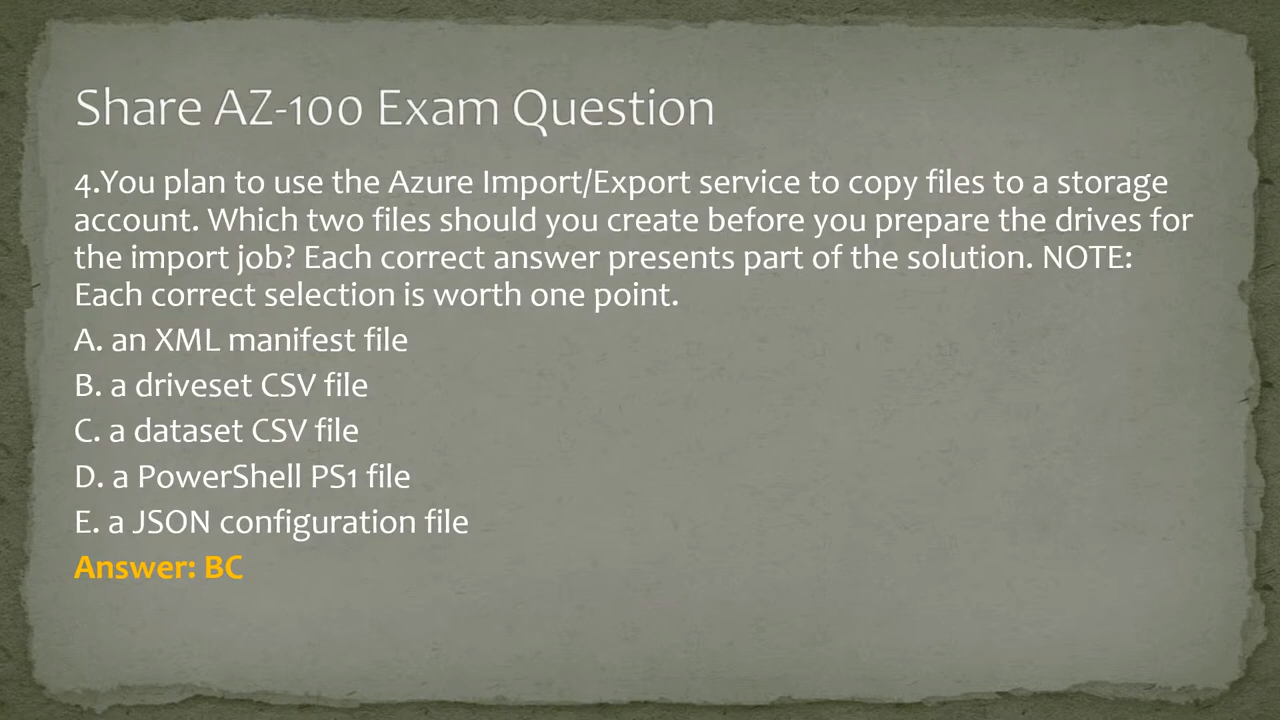 Share AZ-100 Exam Question
4.You plan to use the Azure Import/Export service to copy files to a storage
account. Which two files should you create before you prepare the drives for
the import job? Each correct answer presents part of the solution. NOTE:
Each correct selection is worth one point.
A. an XML manifest file
B. a driveset CSV file
C. a dataset CSV file
D. a PowerShell PS1 file
E. a JSON configuration file
Answer: BC